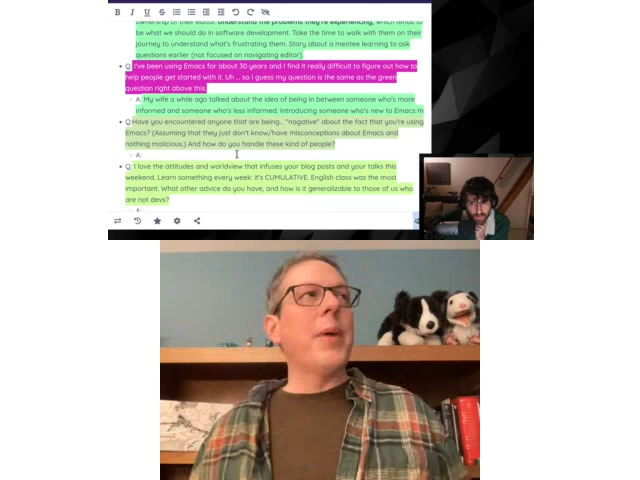 B I U S
ownership of their editor. Understand the problems they're experiencing, which tends to
be what we should do in software development. Take the time to walk with them on their
journey to understand what's frustrating them. Story about a mentee learning to ask
questions earlier (not focused on navigating editor).
Q: I've been using Emacs for about 30 years and I find it really difficult to figure out how to
help people get started with it. Uh ... so I guess my question is the same as the green
question right above this.
A: My wife a while ago talked about the idea of being in between someone who's more
informed and someone who's less informed. Introducing someone who's new to Emacs m
Q:Have you encountered anyone that are being... "nagative" about the fact that you're using
Emacs? (Assuming that they just don't know/have misconceptions about Emacs and
nothing malicious.) And how do you handle these kind of people?
A:
Q: I love the attitudes and worldview that infuses your blog posts and your talks this
weekend. Learn something every week: it's CUMULATIVE. English class was the most
important. What other advice do you have, and how is it generalizable to those of us who
are not devs?
A: